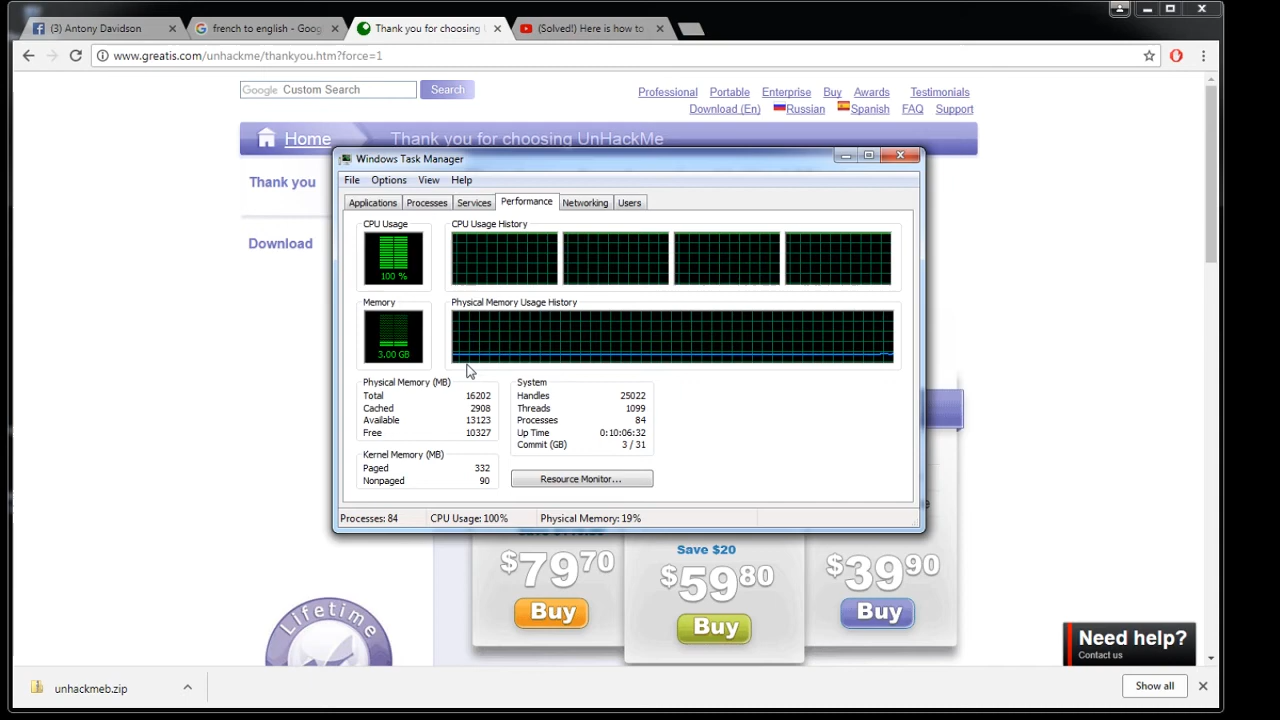 (3) Antony Davidson
french to english - Goog
Thank you for choosing U
(Solved!) Here is how to
www.greatis.com/unhackme/thankyou.htm?force=1
Google Custom Search
Search
Professional Portable Enterprise Buy Awards Testimonials
Download (En) Russian Spanish FAQ Support
Home
Thank you for choosing UnHackMe
Thank you
Download
Windows Task Manager
File Options View Help
Applications Processes Services Performance Networking Users
CPU Usage
CPU Usage History
100 %
Memory
Physical Memory Usage History
3.00 GB
Physical Memory (MB)
Total 16202
Cached 2908
Available 13123
Free 10327
System
Handles 25022
Threads 1099
Processes 84
Up Time 0:10:06:32
Commit (GB) 3 / 31
Kernel Memory (MB)
Paged 332
Nonpaged 90
Resource Monitor...
Processes: 84 CPU Usage: 100% Physical Memory: 19%
Save $20
$79 70
$59 80
$39 90
Buy
Buy
Buy
Lifetime
Need help?
Contact us
unhackmeb.zip
Show all